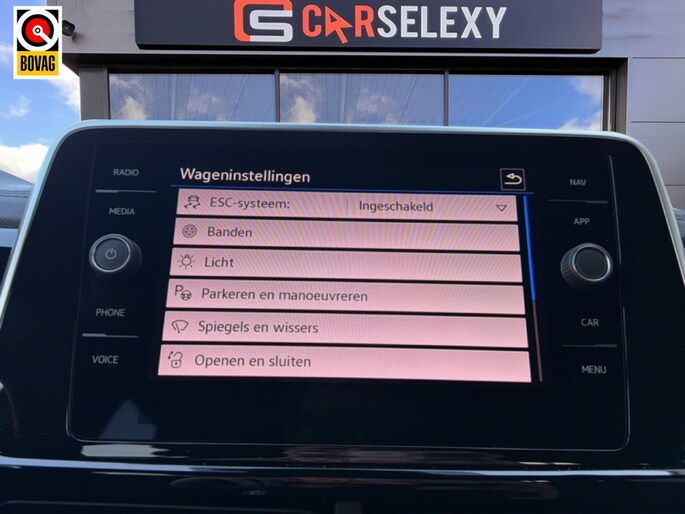 BOVAG
CARSELEXY
RADIO
MEDIA
PHONE
VOICE
Wageninstellingen
ESC-systeem: Ingeschakeld
Banden
Licht
Parkeren en manoeuvreren
Spiegels en wissers
Openen en sluiten
NAV
APP
CAR
MENU